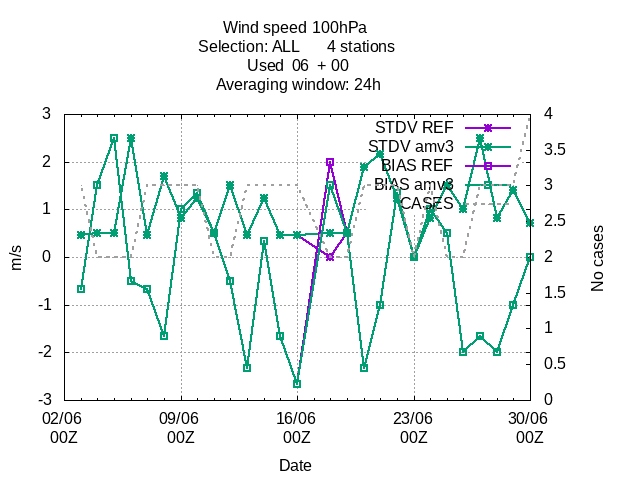 Wind speed 100hPa
Selection: ALL 4 stations
Used 06 + 00
Averaging window: 24h
STDV REF
STDV amv3
BIAS REF
BIAS amv3
CASES
3
2
1
0
-1
-2
-3
m/s
4
3.5
3
2.5
2
1.5
1
0.5
0
No cases
02/06 09/06 16/06 23/06 30/06
00Z 00Z 00Z 00Z 00Z
Date